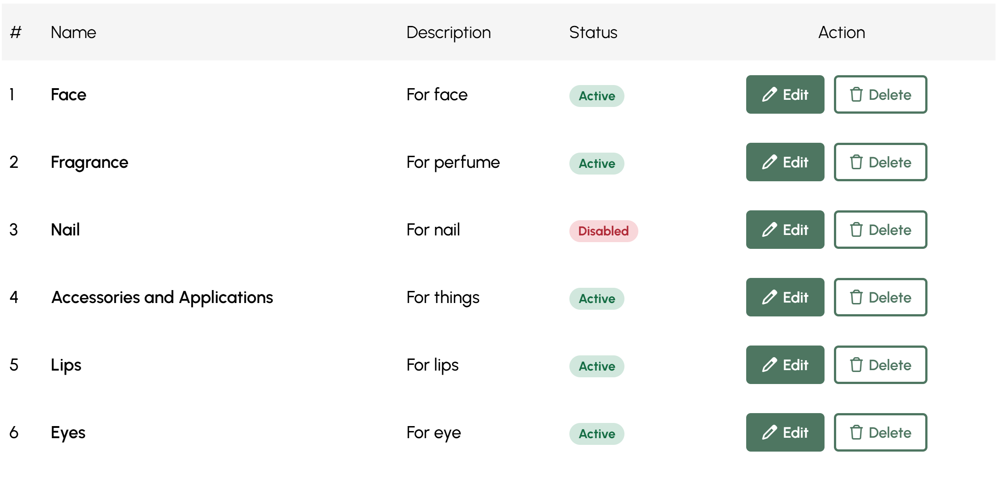 # Name Description Status Action
1 Face For face Active Edit Delete
2 Fragrance For perfume Active Edit Delete
3 Nail For nail Disabled Edit Delete
4 Accessories and Applications For things Active Edit Delete
5 Lips For lips Active Edit Delete
6 Eyes For eye Active Edit Delete